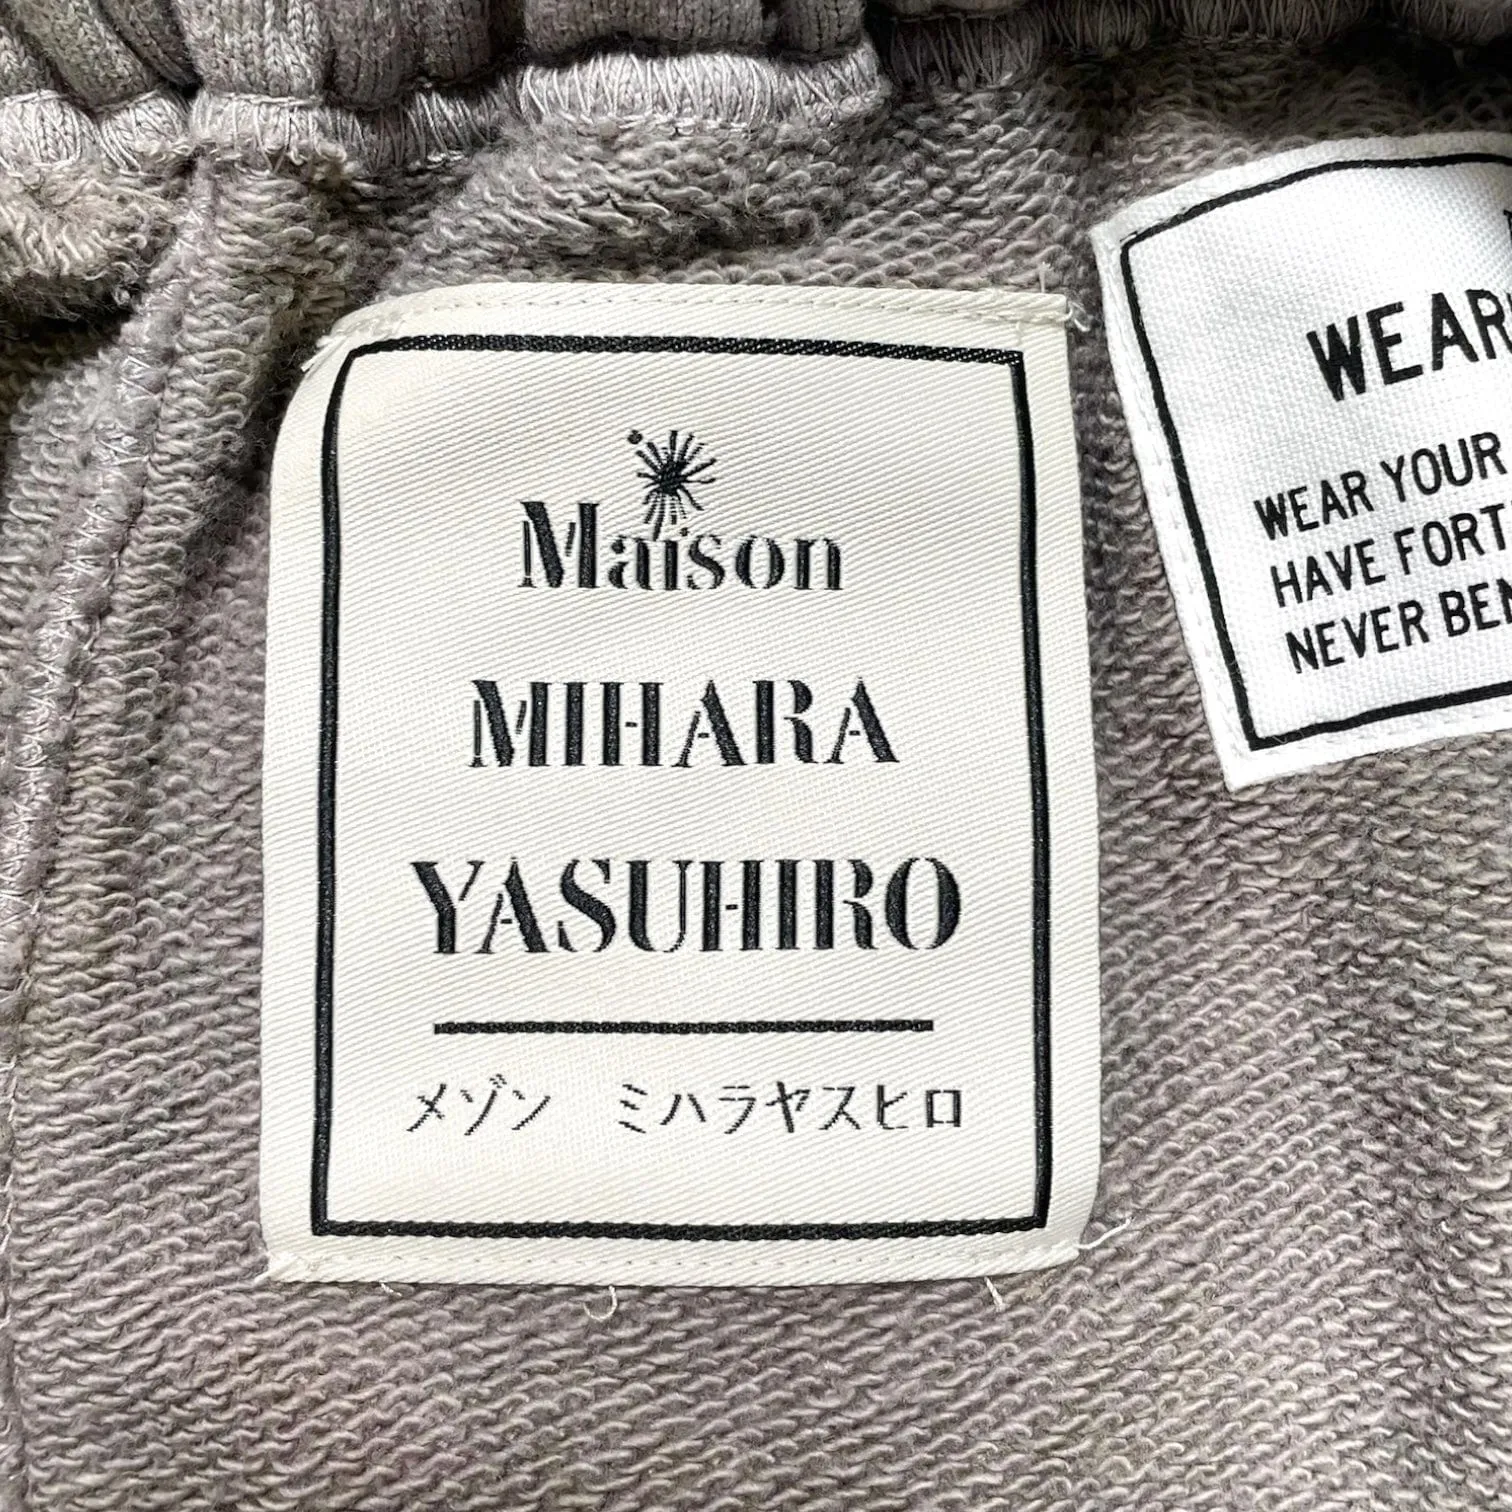 Maison
MIHARA
YASUHIRO
メゾン ミハラヤスヒロ
WEAR
WEAR YOUR
HAVE FORT
NEVER BEN